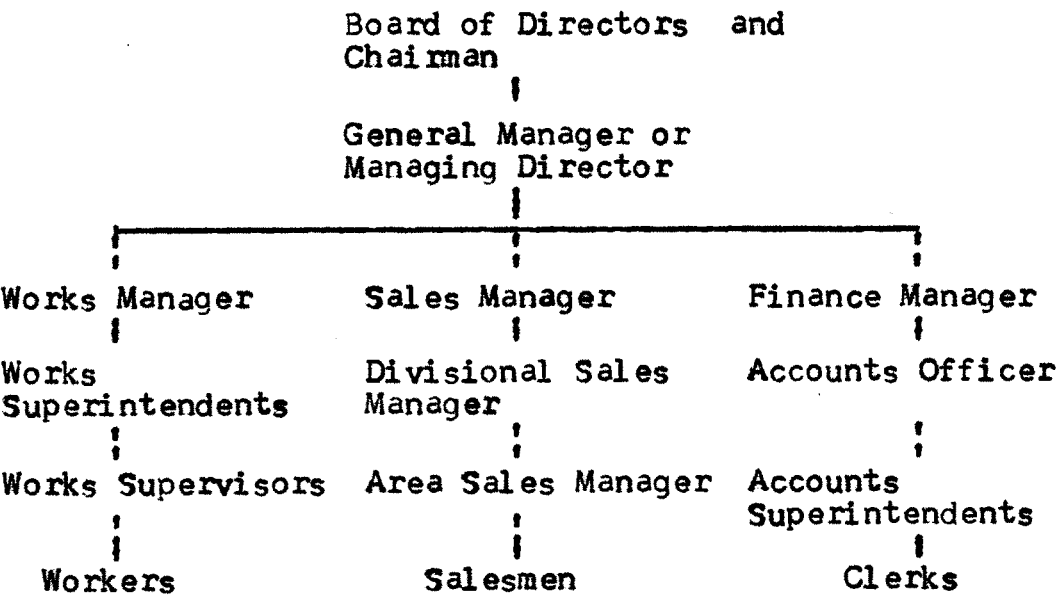 Board of Directors and
Chairman
General Manager or
Managing Director
Works Manager Sales Manager Finance Manager
Works Divisional Sales Accounts Officer
Superintendents Manager
Works Supervisors Area Sales Manager Accounts
Superintendents
Workers Salesmen Clerks